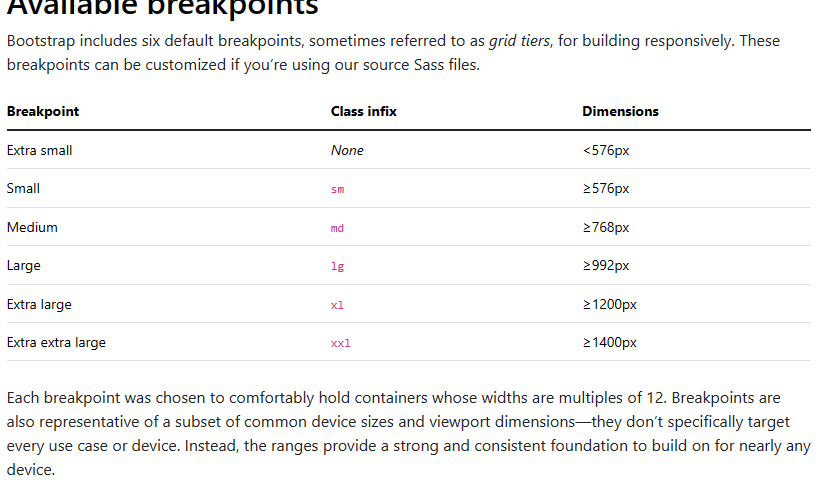 Available breakpoints
Bootstrap includes six default breakpoints, sometimes referred to as grid tiers, for building responsively. These
breakpoints can be customized if you’re using our source Sass files.
Breakpoint Class infix Dimensions
Extra small None <576px
Small sm ≥576px
Medium md ≥768px
Large lg ≥992px
Extra large xl ≥1200px
Extra extra large xxl ≥1400px
Each breakpoint was chosen to comfortably hold containers whose widths are multiples of 12. Breakpoints are
also representative of a subset of common device sizes and viewport dimensions—they don’t specifically target
every use case or device. Instead, the ranges provide a strong and consistent foundation to build on for nearly any
device.